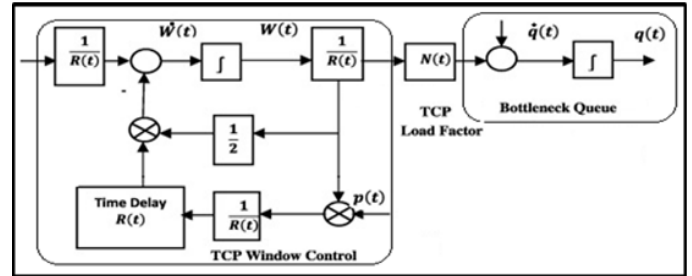 1
R(t)
Ẇ(t)
∫
W(t)
1
R(t)
N(t)
q̇(t)
∫
q(t)
TCP
Load Factor
Bottleneck Queue
-
1
2
Time Delay
R(t)
1
R(t)
p(t)
TCP Window Control